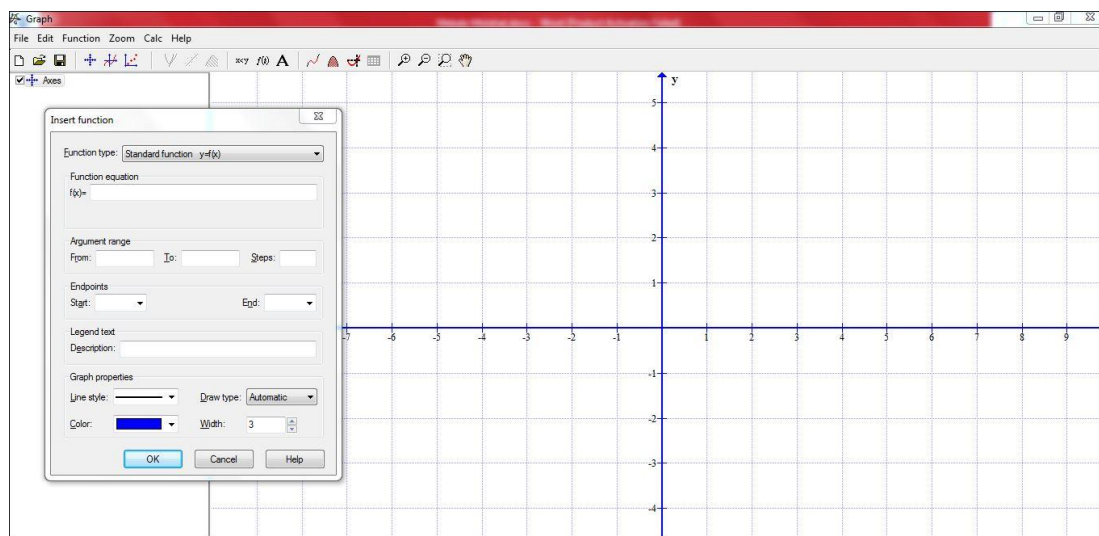 Graph
File Edit Function Zoom Calc Help
x<y f(x) A
Axes
Insert function
Function type: Standard function y=f(x)
Function equation
f(x)=
Argument range
From: To: Steps:
Endpoints
Start: End:
Legend text
Description:
Graph properties
Line style: Draw type: Automatic
Color: Width: 3
OK Cancel Help
y
5
4
3
2
1
-7 -6 -5 -4 -3 -2 -1 1 2 3 4 5 6 7 8 9
-1
-2
-3
-4